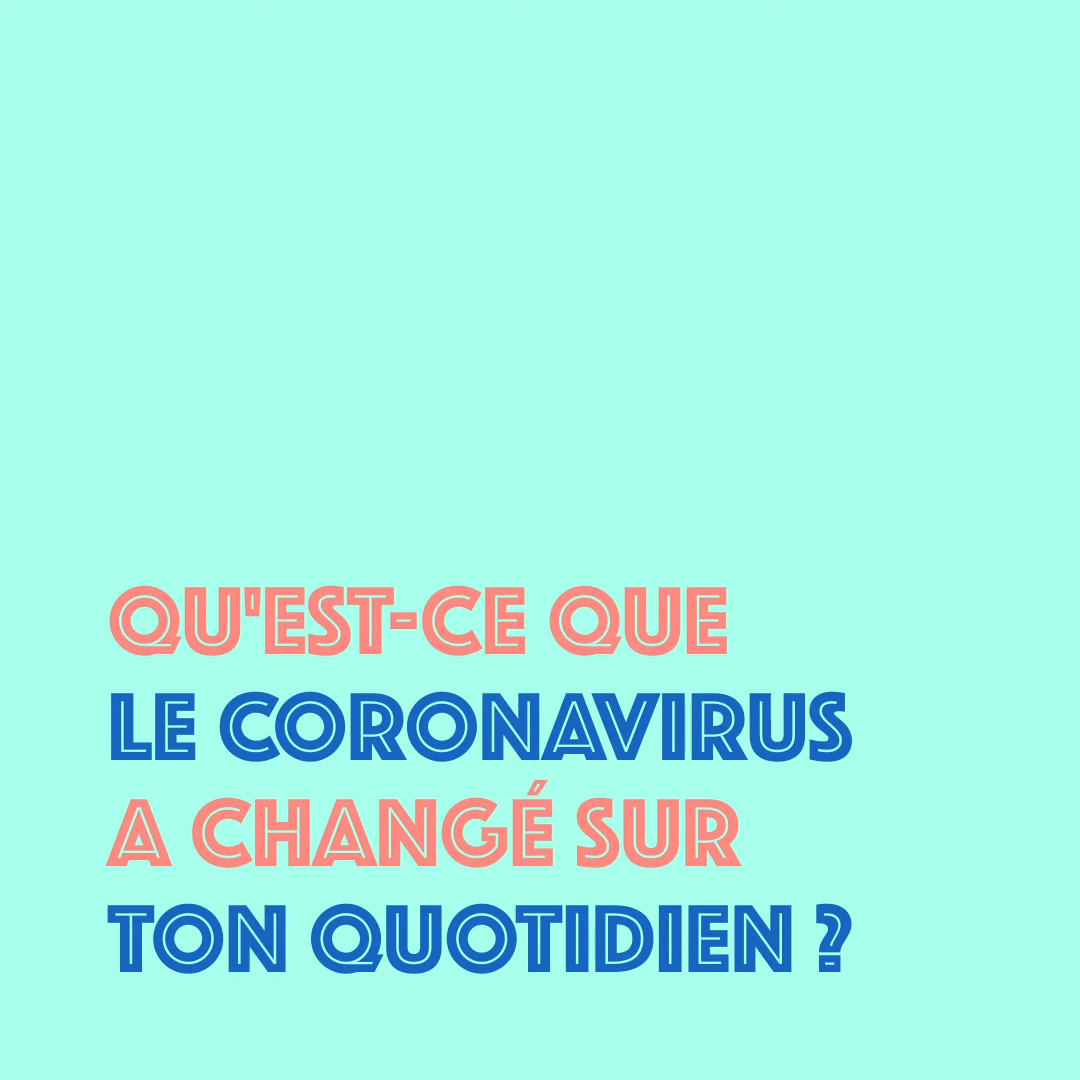 QU'EST-CE QUE
LE CORONAVIRUS
A CHANGÉ SUR
TON QUOTIDIEN ?